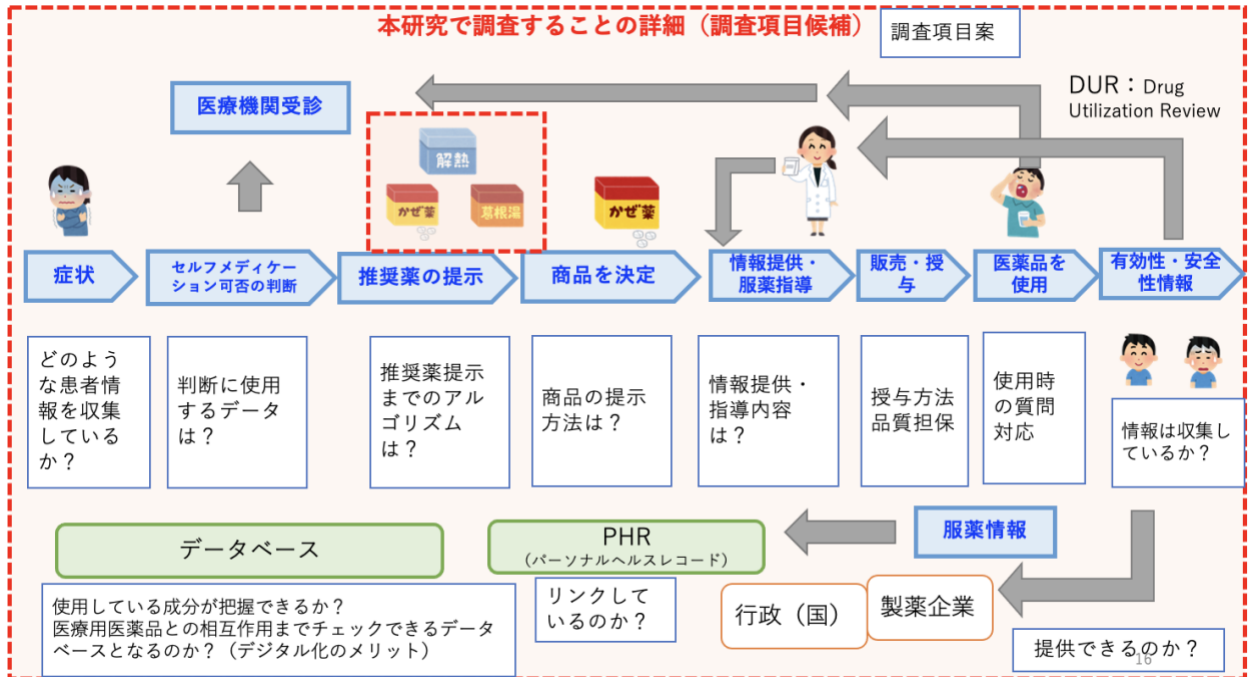 本研究で調査することの詳細（調査項目候補）
調査項目案
医療機関受診
DUR：Drug
Utilization Review
解熱
かぜ薬
葛根湯
かぜ薬
症状
セルフメディケー
ション可否の判断
推奨薬の提示
商品を決定
情報提供・
服薬指導
販売・授
与
医薬品を
使用
有効性・安全
性情報
どのよう
な患者情
報を収集
している
か？
判断に使用
するデータ
は？
推奨薬提示
までのアル
ゴリズム
は？
商品の提示
方法は？
情報提供・
指導内容
は？
授与方法
品質担保
使用時
の質問
対応
情報は収集し
ているか？
データベース
PHR
（パーソナルヘルスレコード）
服薬情報
使用している成分が把握できるか？
医療用医薬品との相互作用までチェックできるデータ
ベースとなるのか？（デジタル化のメリット）
リンクして
いるのか？
行政（国）
製薬企業
提供できるのか？
16